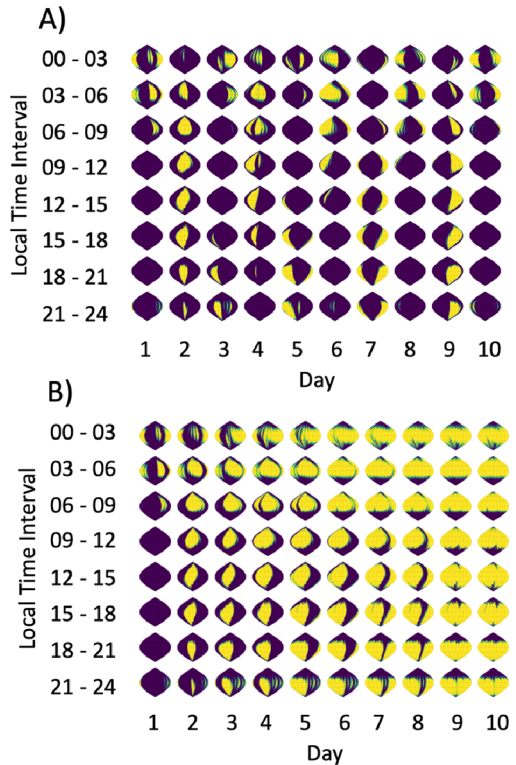 A)
00 - 03
03 - 06
06 - 09
09 - 12
12 - 15
15 - 18
18 - 21
21 - 24
Local Time Interval
1 2 3 4 5 6 7 8 9 10
Day
B)
00 - 03
03 - 06
06 - 09
09 - 12
12 - 15
15 - 18
18 - 21
21 - 24
Local Time Interval
1 2 3 4 5 6 7 8 9 10
Day